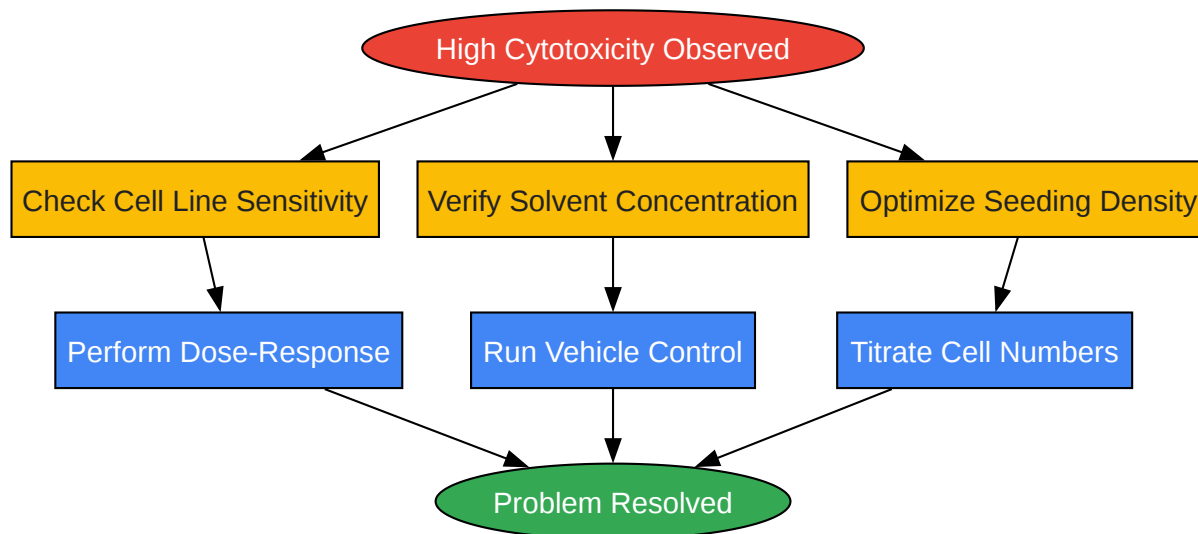 High Cytotoxicity Observed
Check Cell Line Sensitivity
Verify Solvent Concentration
Optimize Seeding Density
Perform Dose-Response
Run Vehicle Control
Titrate Cell Numbers
Problem Resolved